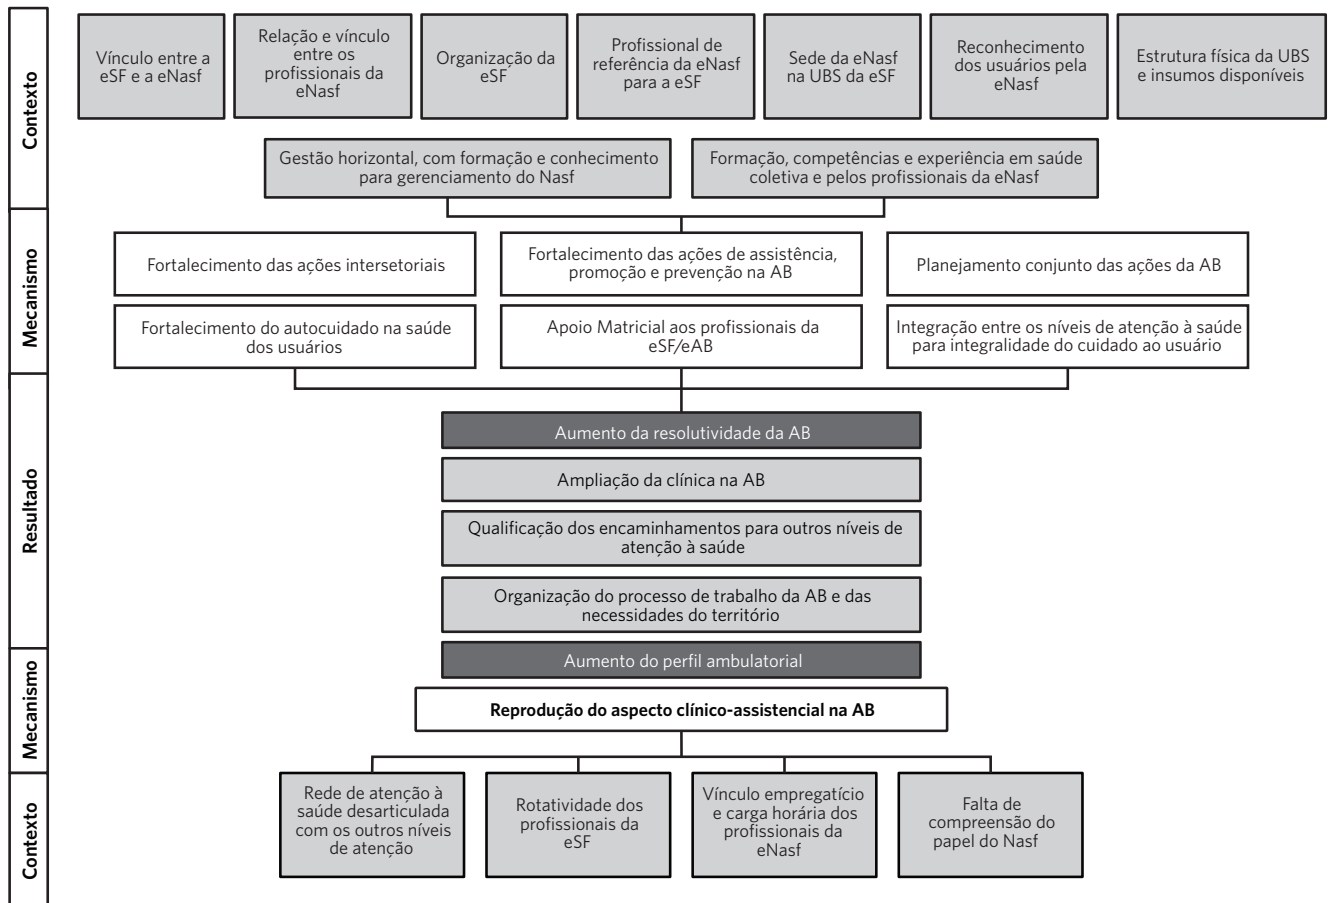 Contexto
Vínculo entre a
eSF e a eNasf
Relação e vínculo
entre os
profissionais da
eNasf
Organização da
eSF
Profissional de
referência da eNasf
para a eSF
Sede da eNasf
na UBS da eSF
Reconhecimento
dos usuários pela
eNasf
Estrutura física da UBS
e insumos disponíveis
Gestão horizontal, com formação e conhecimento
para gerenciamento do Nasf
Formação, competências e experiência em saúde
coletiva e pelos profissionais da eNasf
Mecanismo
Fortalecimento das ações intersetoriais
Fortalecimento das ações de assistência,
promoção e prevenção na AB
Planejamento conjunto das ações da AB
Fortalecimento do autocuidado na saúde
dos usuários
Apoio Matricial aos profissionais da
eSF/eAB
Integração entre os níveis de atenção à saúde
para integralidade do cuidado ao usuário
Resultado
Aumento da resolutividade da AB
Ampliação da clínica na AB
Qualificação dos encaminhamentos para outros níveis de
atenção à saúde
Organização do processo de trabalho da AB e das
necessidades do território
Aumento do perfil ambulatorial
Mecanismo
Reprodução do aspecto clínico-assistencial na AB
Contexto
Rede de atenção à
saúde desarticulada
com os outros níveis
de atenção
Rotatividade dos
profissionais da
eSF
Vínculo empregatício
e carga horária dos
profissionais da
eNasf
Falta de
compreensão do
papel do Nasf